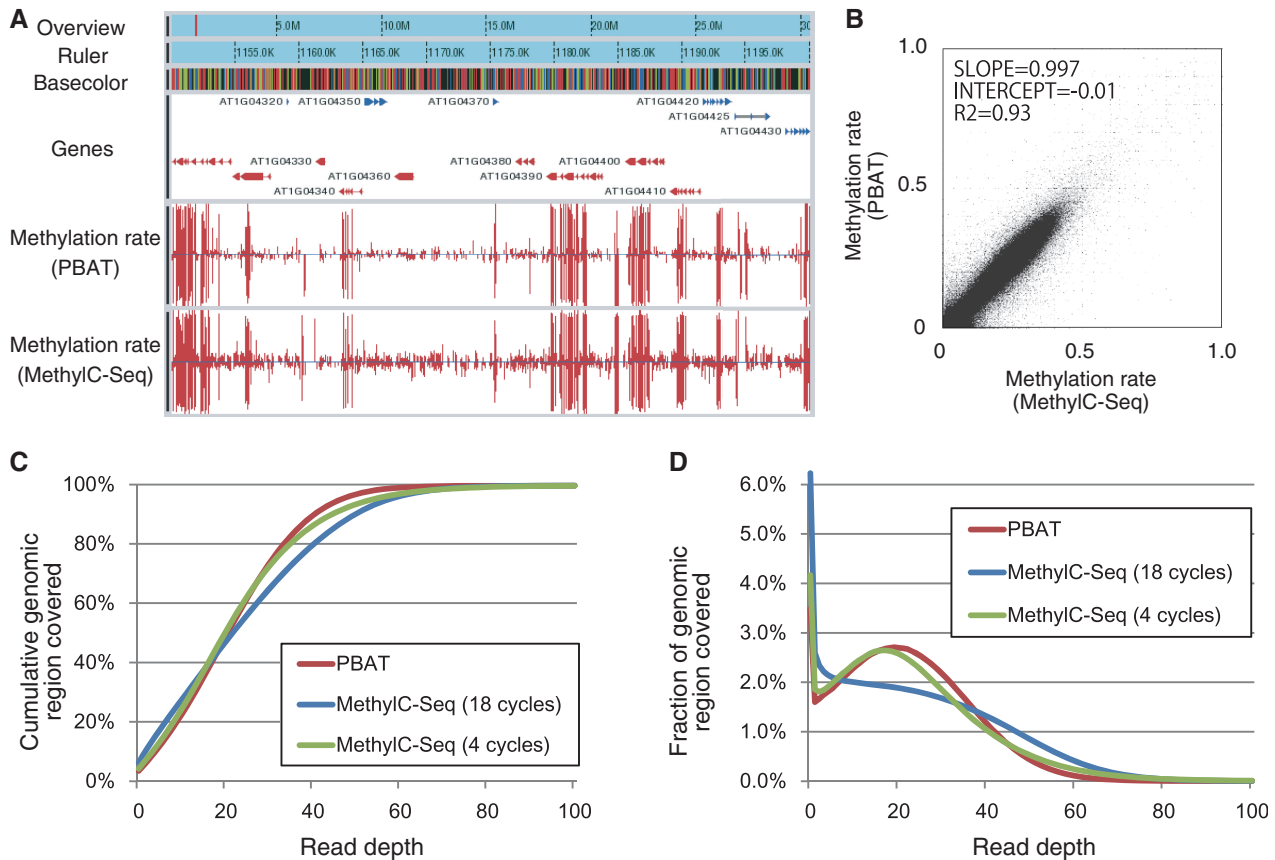 A
Overview
5.0M 10.0M 15.0M 20.0M 25.0M 30
Ruler
1155.0K 1160.0K 1165.0K 1170.0K 1175.0K 1180.0K 1185.0K 1190.0K 1195.0K
Basecolor
Genes
AT1G04320 AT1G04350 AT1G04370 AT1G04420
AT1G04425
AT1G04430
AT1G04330 AT1G04380 AT1G04400
AT1G04360 AT1G04390
AT1G04340 AT1G04410
Methylation rate
(PBAT)
Methylation rate
(MethylC-Seq)
B
1.0
0.5
0
SLOPE=0.997
INTERCEPT=-0.01
R2=0.93
Methylation rate
(PBAT)
0 0.5 1.0
Methylation rate
(MethylC-Seq)
C
100%
80%
60%
40%
20%
0%
Cumulative genomic
region covered
PBAT
MethylC-Seq (18 cycles)
MethylC-Seq (4 cycles)
0 20 40 60 80 100
Read depth
D
6.0%
5.0%
4.0%
3.0%
2.0%
1.0%
0.0%
Fraction of genomic
region covered
PBAT
MethylC-Seq (18 cycles)
MethylC-Seq (4 cycles)
0 20 40 60 80 100
Read depth